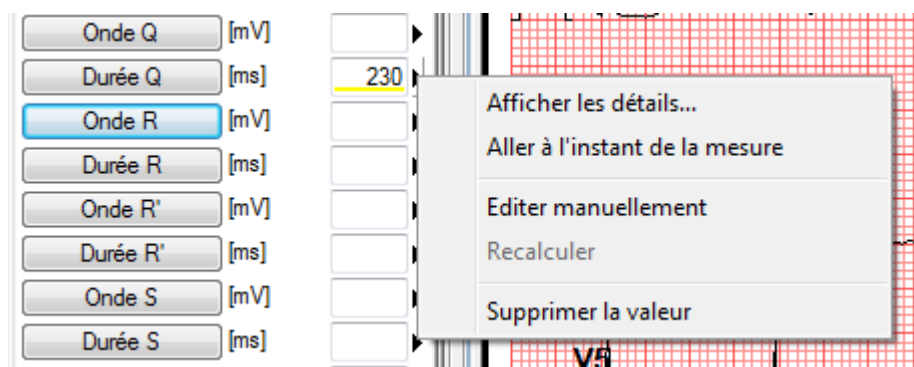 Onde Q [mV]
Durée Q [ms] 230
Afficher les détails...
Onde R [mV]
Aller à l'instant de la mesure
Durée R [ms]
Onde R' [mV]
Editer manuellement
Durée R' [ms]
Recalculer
Onde S [mV]
Supprimer la valeur
Durée S [ms]
V5